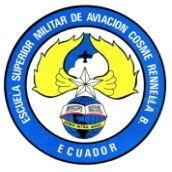 ESCUELA SUPERIOR MILITAR DE AVIACION COSME RENNELLA B.
ECUADOR